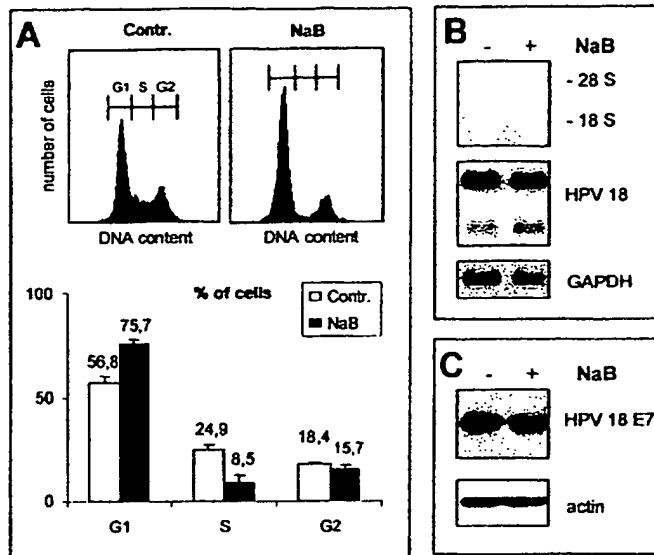 A
Contr.
NaB
G1 S G2
number of cells
DNA content
DNA content
% of cells
Contr.
NaB
100
50
0
56,8
75,7
24,9
8,5
18,4
15,7
G1 S G2
B
- + NaB
- 28 S
- 18 S
HPV 18
GAPDH
C
- + NaB
HPV 18 E7
actin